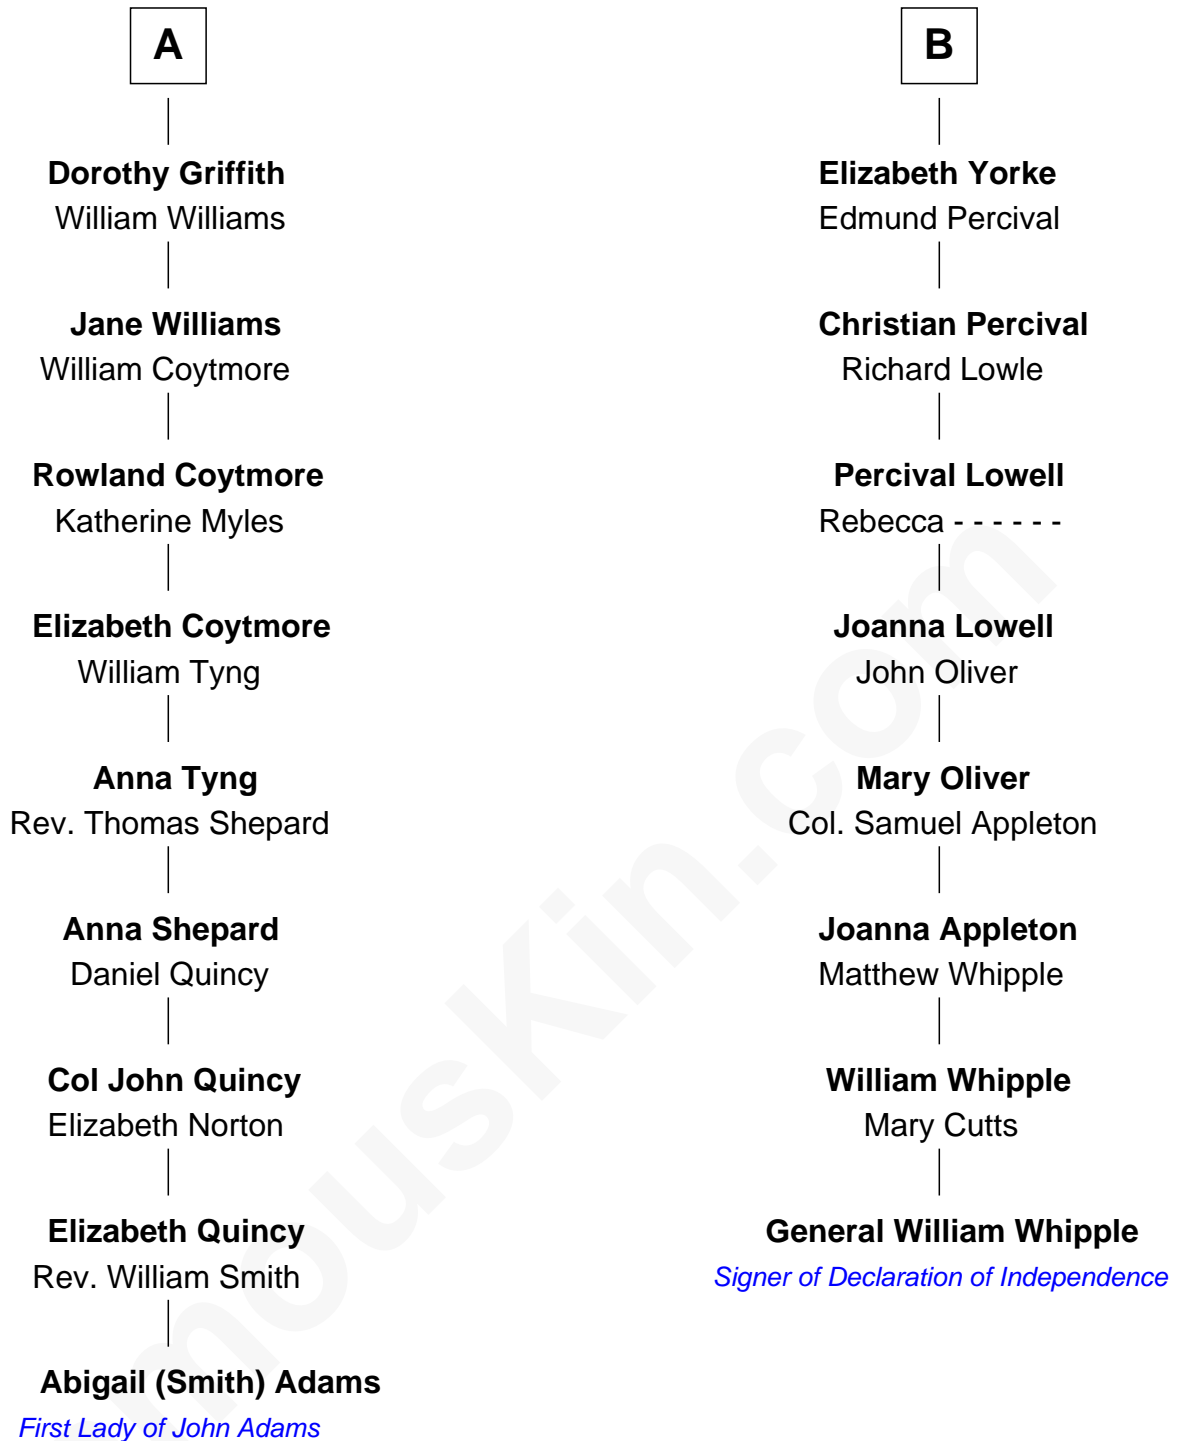 A
Dorothy Griffith
William Williams
Jane Williams
William Coytmore
Rowland Coytmore
Katherine Myles
Elizabeth Coytmore
William Tyng
Anna Tyng
Rev. Thomas Shepard
Anna Shepard
Daniel Quincy
Col John Quincy
Elizabeth Norton
Elizabeth Quincy
Rev. William Smith
Abigail (Smith) Adams
First Lady of John Adams
B
Elizabeth Yorke
Edmund Percival
Christian Percival
Richard Lowle
Percival Lowell
Rebecca - - - - - -
Joanna Lowell
John Oliver
Mary Oliver
Col. Samuel Appleton
Joanna Appleton
Matthew Whipple
William Whipple
Mary Cutts
General William Whipple
Signer of Declaration of Independence
mousKin.com